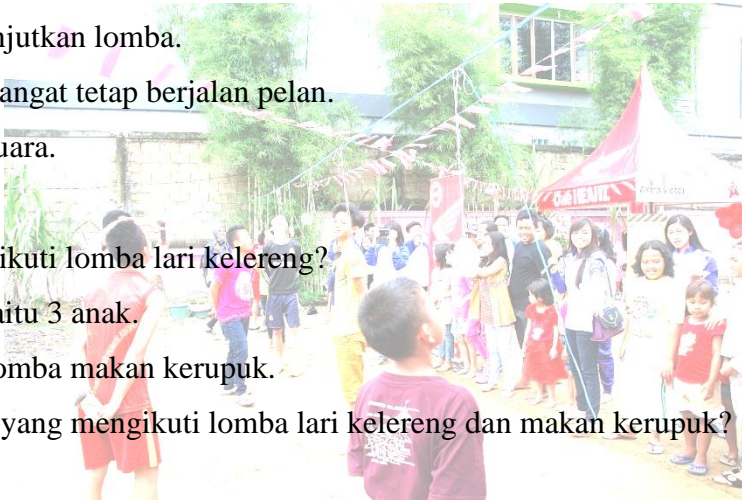 njutkan lomba.
angat tetap berjalan pelan.
uara.
ikuti lomba lari kelereng?
aitu 3 anak.
omba makan kerupuk.
yang mengikuti lomba lari kelereng dan makan kerupuk?